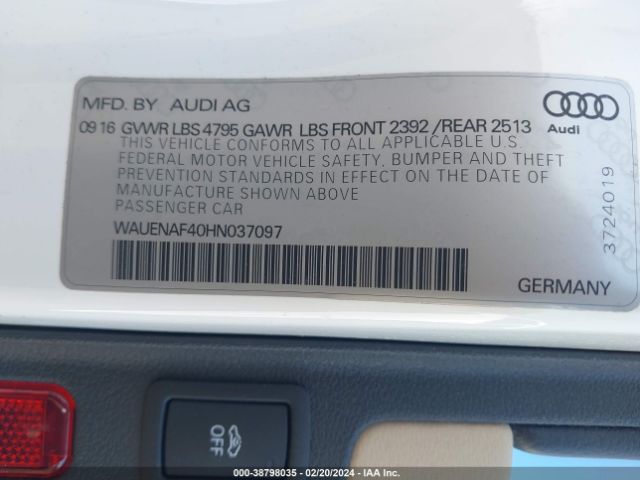 MFD. BY AUDI AG
09 16 GVWR LBS 4795 GAWR LBS FRONT 2392 / REAR 2513
THIS VEHICLE CONFORMS TO ALL APPLICABLE U.S.
FEDERAL MOTOR VEHICLE SAFETY, BUMPER AND THEFT
PREVENTION STANDARDS IN EFFECT ON THE DATE OF
MANUFACTURE SHOWN ABOVE
PASSENGER CAR
WAUENAF40HN037097
Audi
3724019
GERMANY
OFF
000-38798035 - 02/20/2024 - IAA Inc.